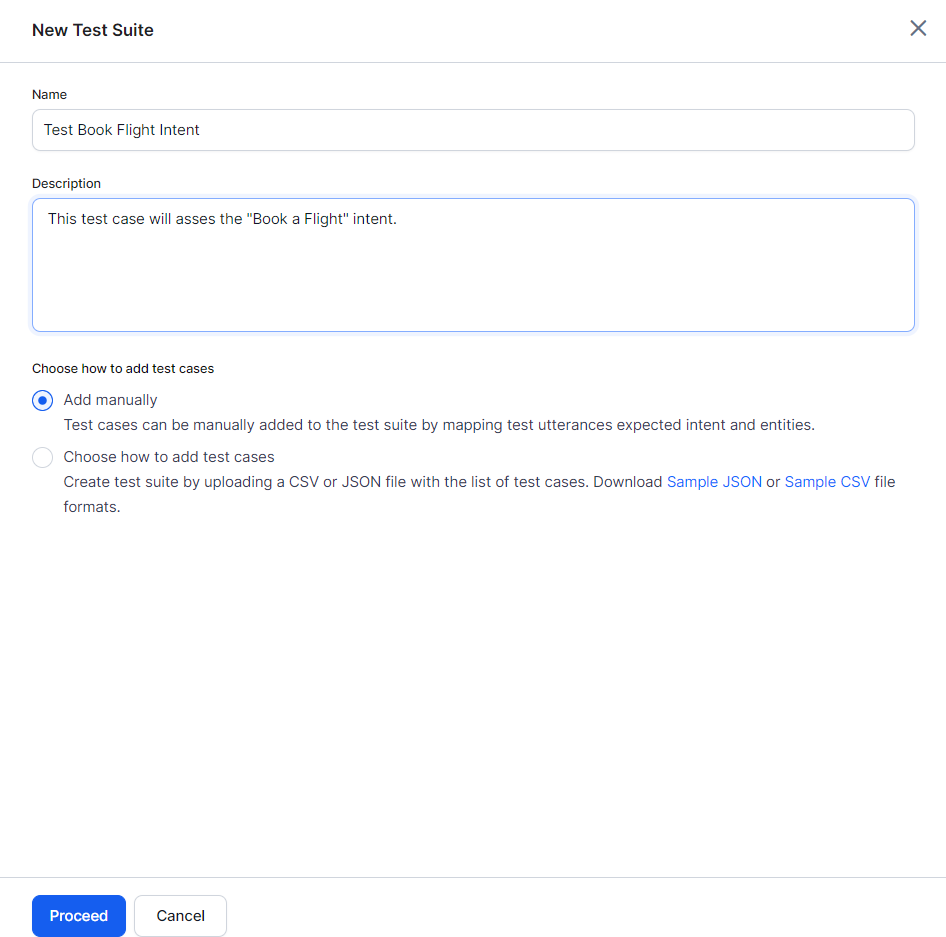 New Test Suite
Name
Test Book Flight Intent
Description
This test case will asses the "Book a Flight" intent.
Choose how to add test cases
Add manually
Test cases can be manually added to the test suite by mapping test utterances expected intent and entities.
Choose how to add test cases
Create test suite by uploading a CSV or JSON file with the list of test cases. Download Sample JSON or Sample CSV file
formats.
Proceed
Cancel